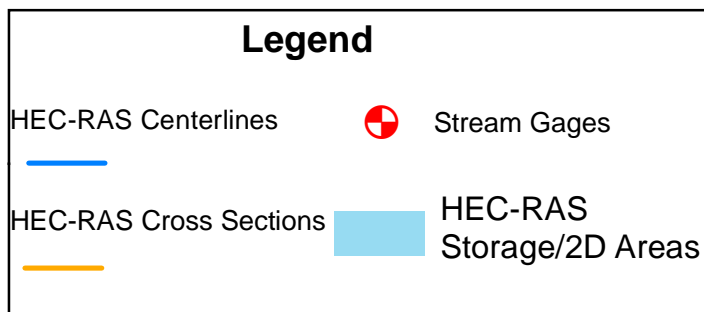 Legend
HEC-RAS Centerlines
Stream Gages
HEC-RAS Cross Sections
HEC-RAS
Storage/2D Areas